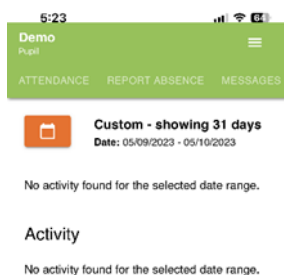 5:23
64
Demo
Pupil
ATTENDANCE REPORT ABSENCE MESSAGES
Custom - showing 31 days
Date: 05/09/2023 - 05/10/2023
No activity found for the selected date range.
Activity
No activity found for the selected date range.